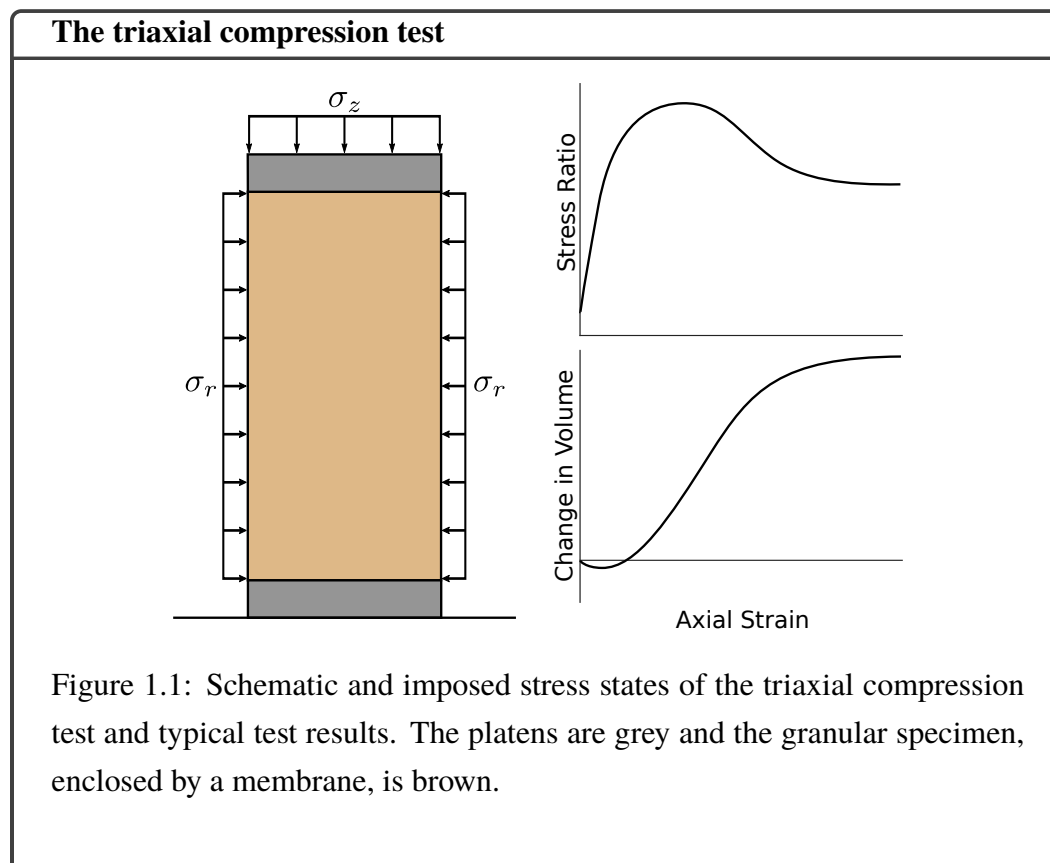 The triaxial compression test
σz
σr
σr
Stress Ratio
Change in Volume
Axial Strain
Figure 1.1: Schematic and imposed stress states of the triaxial compression
test and typical test results. The platens are grey and the granular specimen,
enclosed by a membrane, is brown.